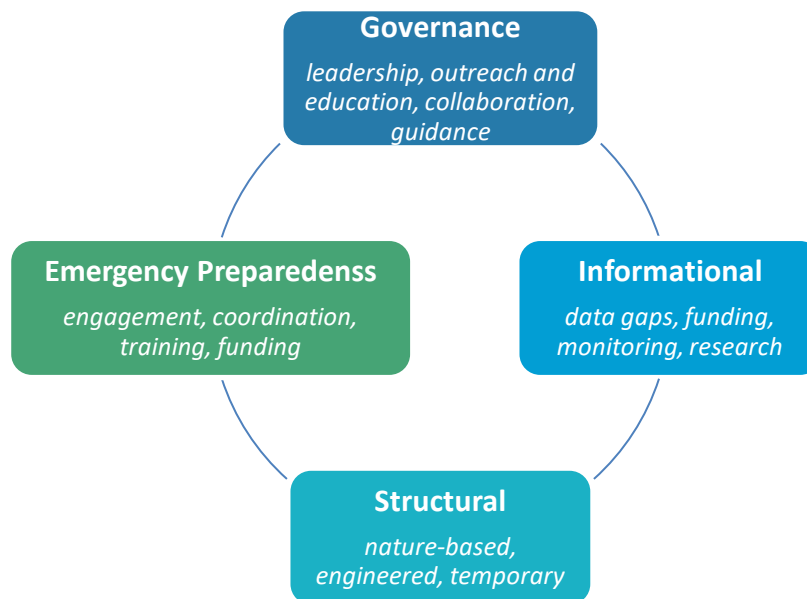 Governance
leadership, outreach and
education, collaboration,
guidance
Emergency Preparedenss
engagement, coordination,
training, funding
Informational
data gaps, funding,
monitoring, research
Structural
nature-based,
engineered, temporary